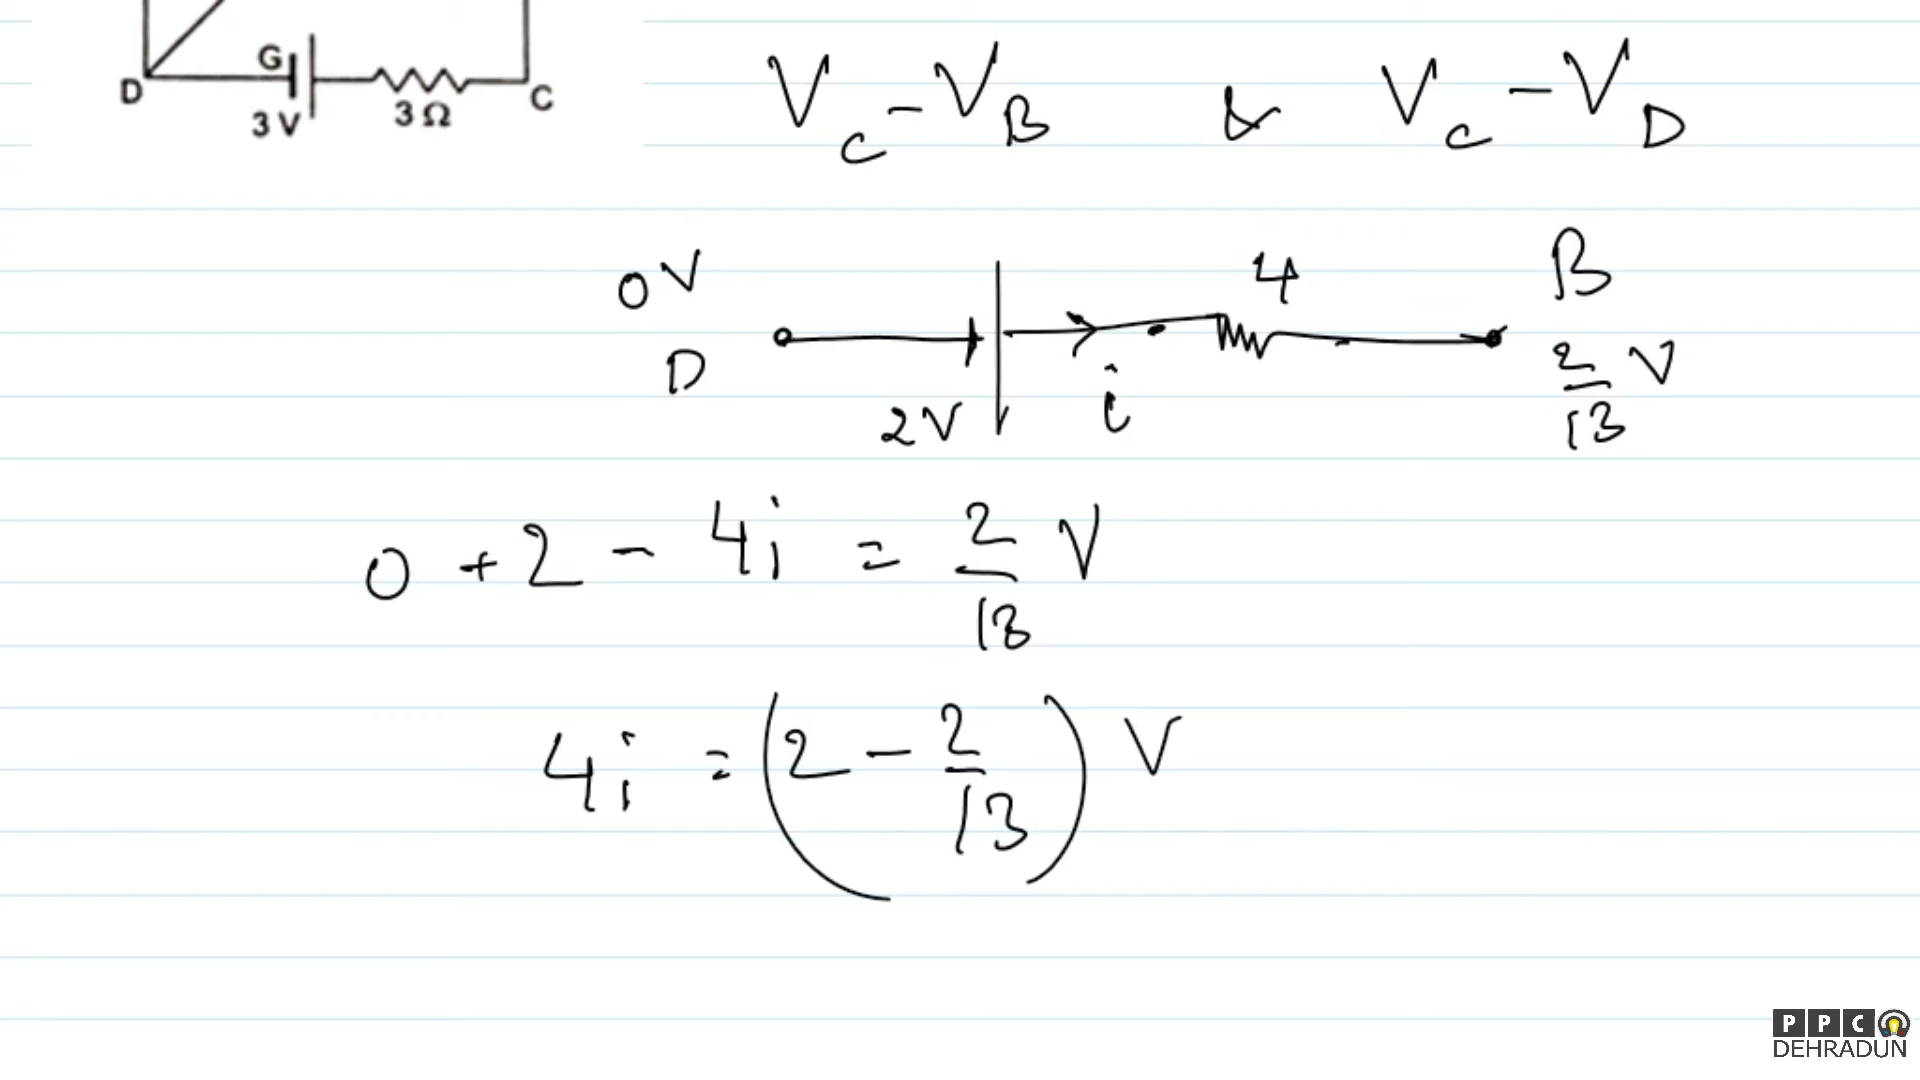 G
D
3 V
3 Ω
C
V_C - V_B & V_C - V_D
0 V
D
2V
i
4
B
2/13 V
0 + 2 - 4i = 2/13 V
4i = (2 - 2/13) V
PPC
DEHRADUN